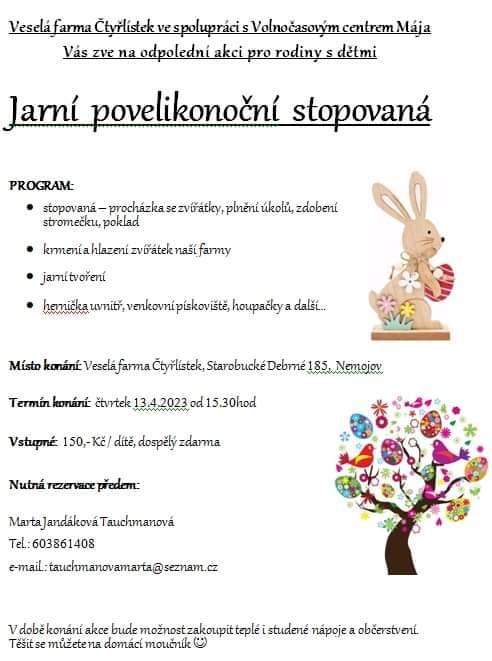 Veselá farma Čtyřlístek ve spolupráci s Volnočasovým centrem Mája
Vás zve na odpolední akci pro rodiny s dětmi
Jarní povelikonoční stopovaná
PROGRAM:
• stopovaná – procházka se zvířátky, plnění úkolů, zdobení
stromečku, poklad
• krmení a hlazení zvířátek naší farmy
• jarní tvoření
• hernička uvnitř, venkovní pískoviště, houpačky a další...
Místo konání: Veselá farma Čtyřlístek, Starobucké Debrné 185, Nemojov
Termín konání: čtvrtek 13.4.2023 od 15.30hod
Vstupné: 150,- Kč / dítě, dospělý zdarma
Nutná rezervace předem:
Marta Jandáková Tauchmanová
Tel.: 603861408
e-mail.: tauchmanovamarta@seznam.cz
V době konání akce bude možnost zakoupit teplé i studené nápoje a občerstvení.
Těšit se můžete na domácí moučník ☺